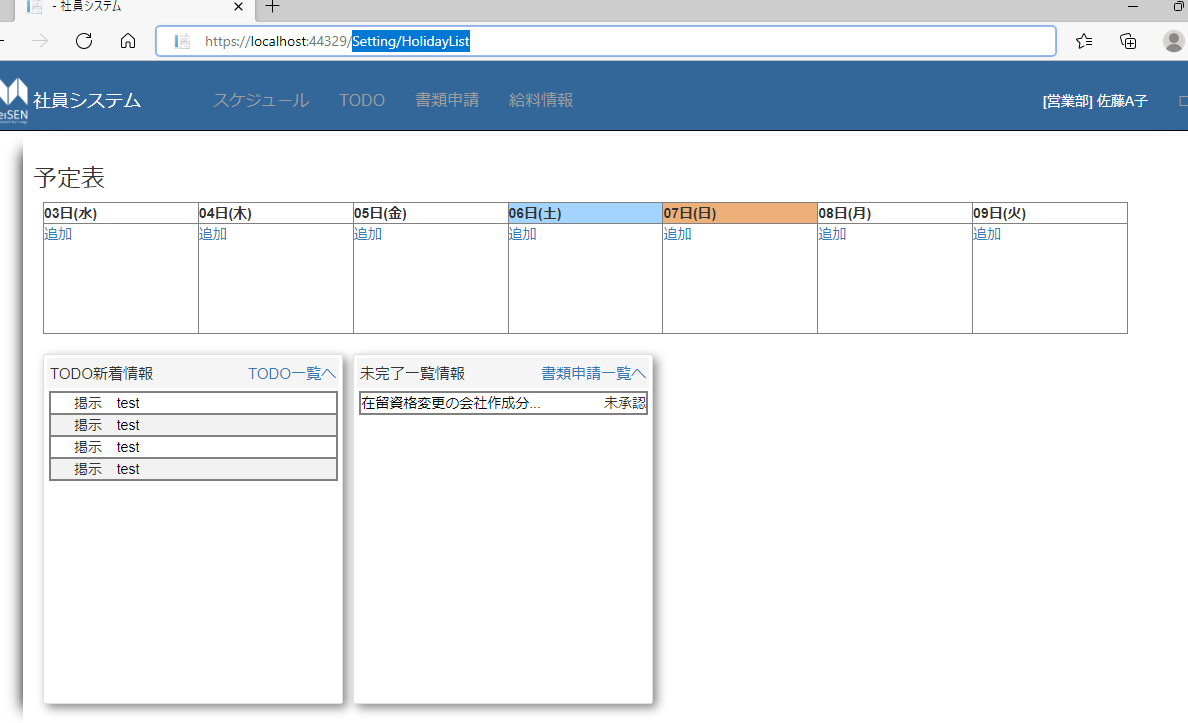 - 社員システム
https://localhost:44329/Setting/HolidayList
社員システム スケジュール TODO 書類申請 給料情報 [営業部] 佐藤A子
予定表
03日(水) 04日(木) 05日(金) 06日(土) 07日(日) 08日(月) 09日(火)
追加 追加 追加 追加 追加 追加 追加
TODO新着情報 TODO一覧へ
掲示 test
掲示 test
掲示 test
掲示 test
未完了一覧情報 書類申請一覧へ
在留資格変更の会社作成分... 未承認